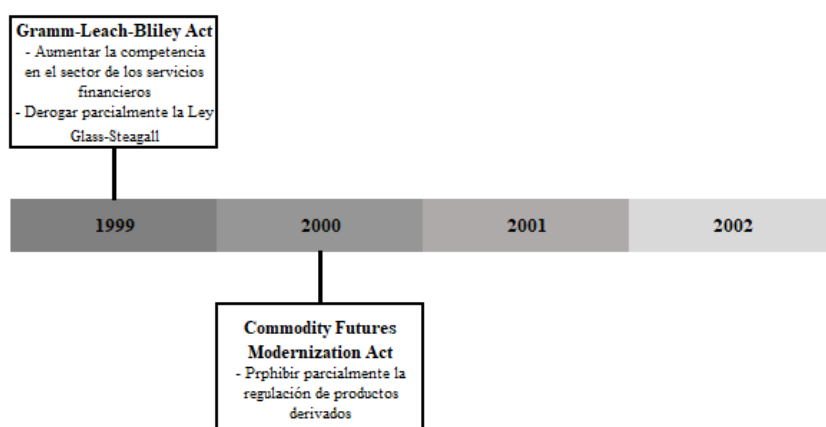 Gramm-Leach-Bliley Act
- Aumentar la competencia
en el sector de los servicios
financieros
- Derogar parcialmente la Ley
Glass-Steagall
1999
2000
2001
2002
Commodity Futures
Modernization Act
- Prphibir parcialmente la
regulación de productos
derivados